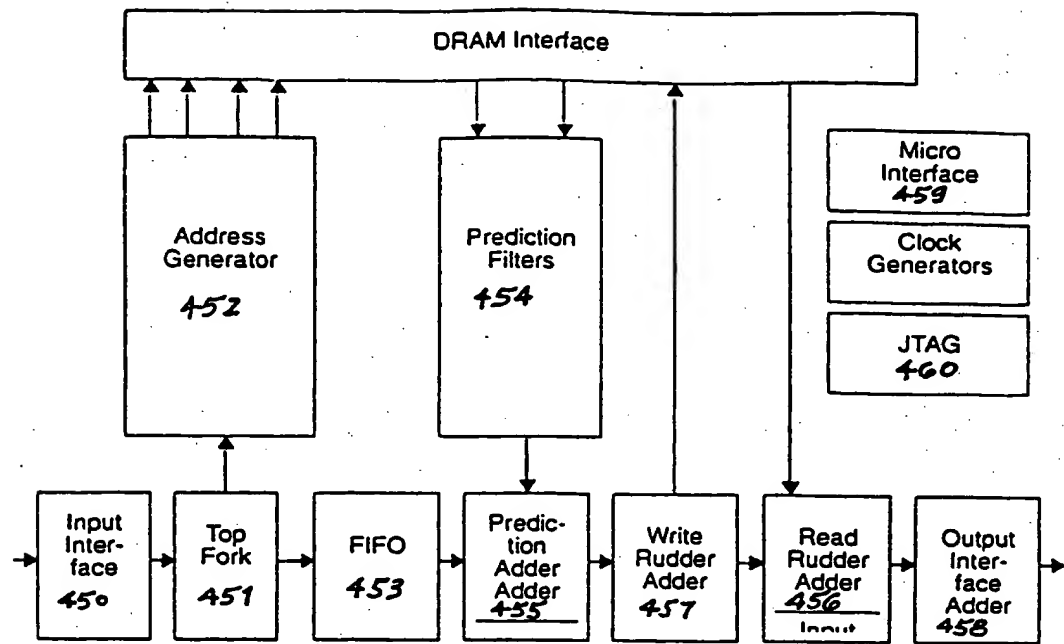 DRAM Interface
Address
Generator
452
Prediction
Filters
454
Micro
Interface
459
Clock
Generators
JTAG
460
Input
Inter-
face
450
Top
Fork
451
FIFO
453
Predic-
tion
Adder
Adder
455
Write
Rudder
Adder
457
Read
Rudder
Adder
456
Input
Output
Inter-
face
Adder
458